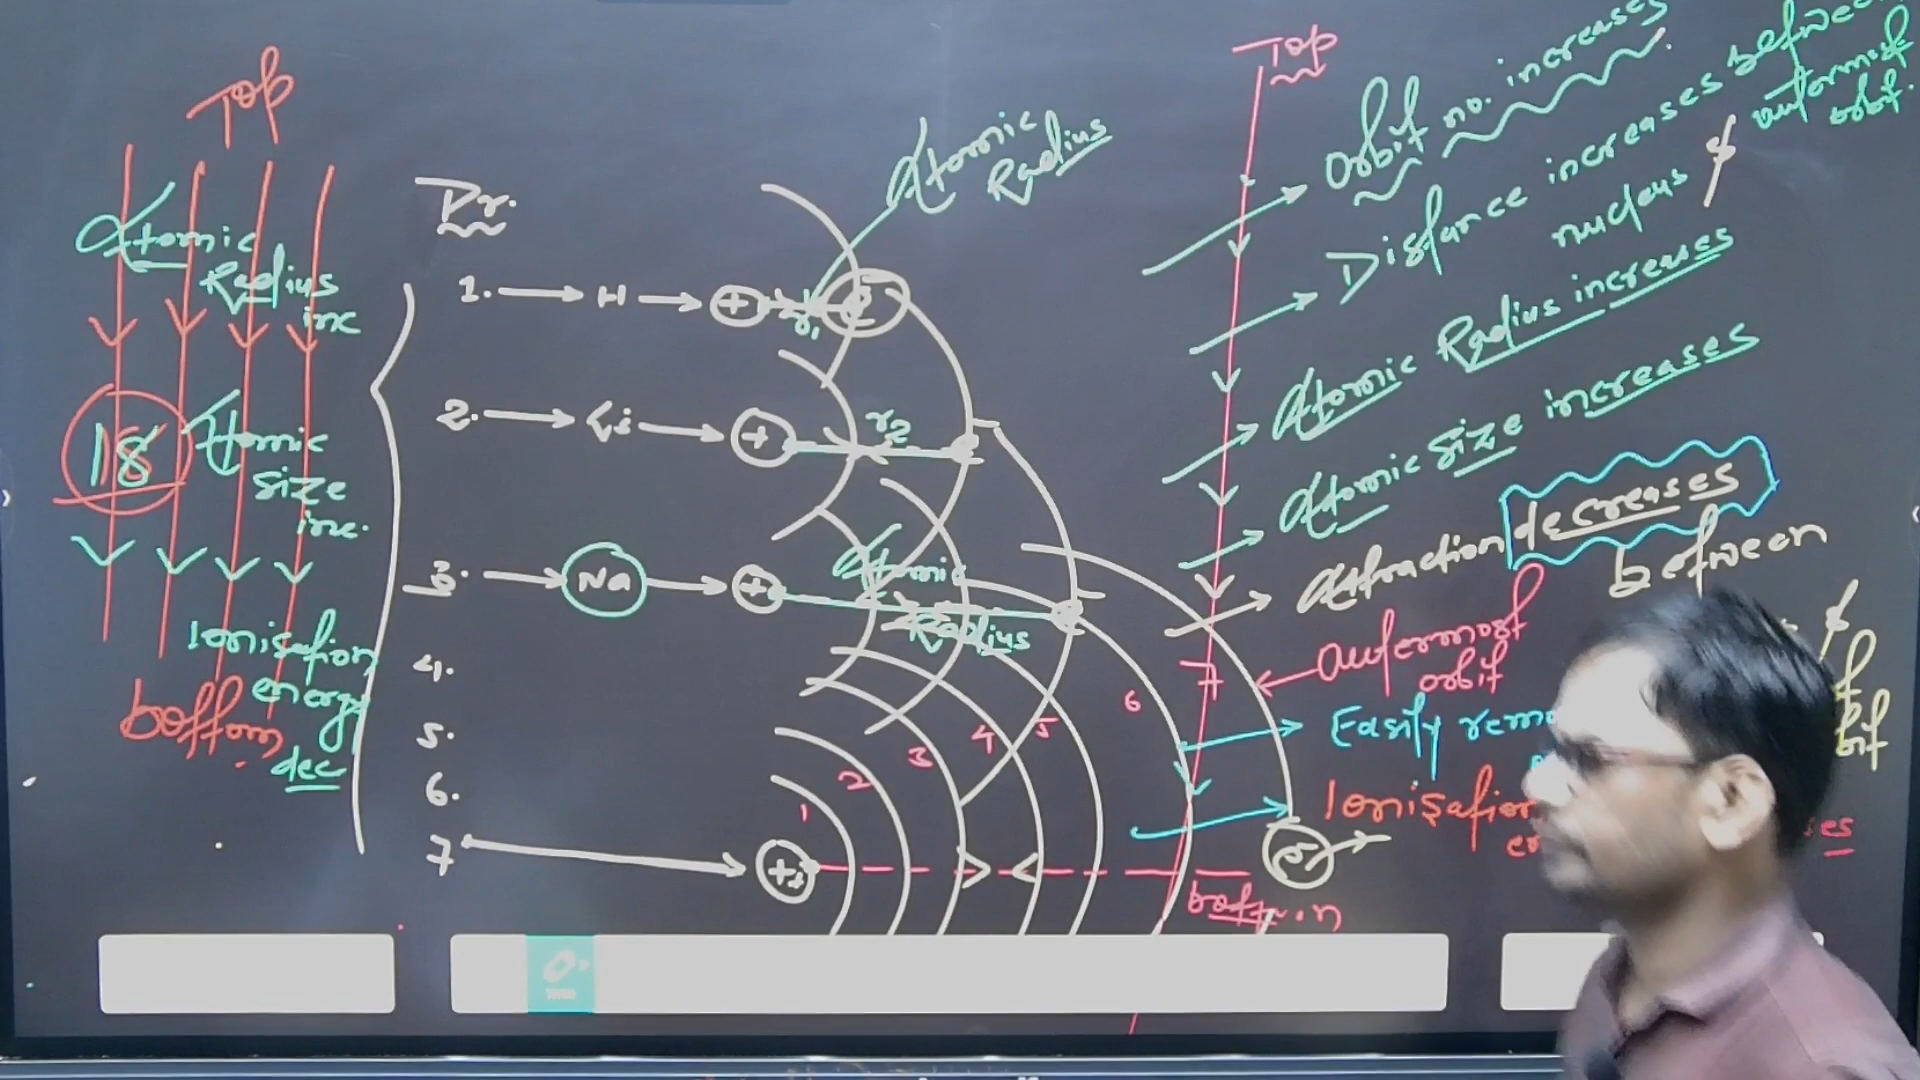 Top
Atomic
Radius
inc
18
Atomic
Size
inc.
Ionisation
energy
dec
bottom
Pr.
1. → H → + r1 e
2. → Li → + r2
3. → Na → + Atomic
Radius
4.
5.
6.
7 → +
1 2 3 4 5 6 7
Atomic
Radius
Top
Orbit no. increases
Distance increases between
nucleus &
outermost
orbit.
Atomic Radius increases
Atomic Size increases
Attraction decreases
between
&
outermost
orbit
Easily
Ionisation
bottom